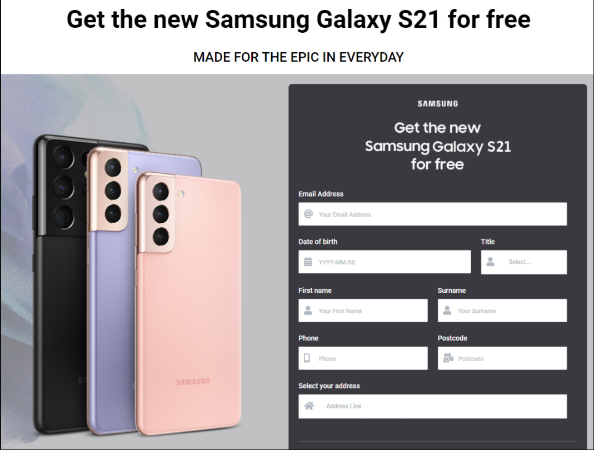 Get the new Samsung Galaxy S21 for free
MADE FOR THE EPIC IN EVERYDAY
SAMSUNG
Get the new
Samsung Galaxy S21
for free
Email Address
Your Email Address
Date of birth
Title
YYYY-MM-DD
Select...
First name
Surname
Your First Name
Your Surname
Phone
Postcode
Phone
Postcode
Select your address
Address Line
SAMSUNG
SAMSUNG